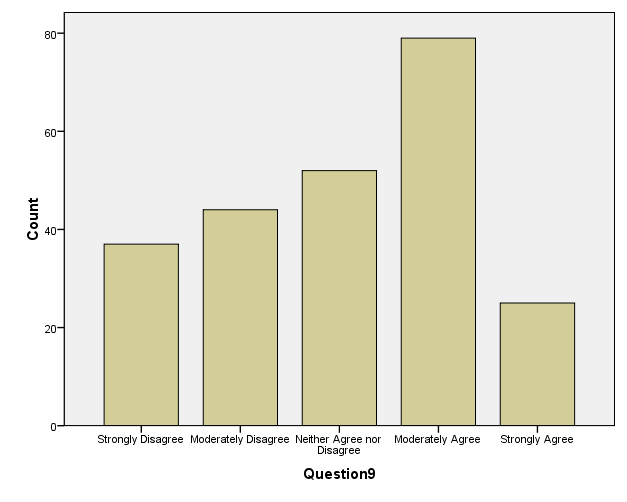 80
60
40
20
0
Count
Strongly Disagree
Moderately Disagree
Neither Agree nor
Disagree
Moderately Agree
Strongly Agree
Question9